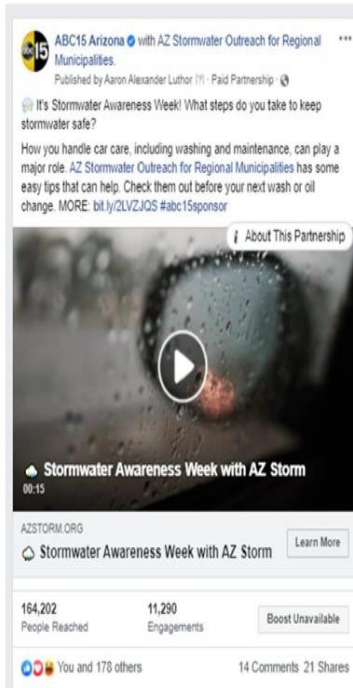 abc 15
ABC15 Arizona with AZ Stormwater Outreach for Regional
Municipalities.
Published by Aaron Alexander Luthor [?] · Paid Partnership ·
It's Stormwater Awareness Week! What steps do you take to keep
stormwater safe?
How you handle car care, including washing and maintenance, can play a
major role. AZ Stormwater Outreach for Regional Municipalities has some
easy tips that can help. Check them out before your next wash or oil
change. MORE: bit.ly/2LVZJQS #abc15sponsor
i About This Partnership
Stormwater Awareness Week with AZ Storm
00:15
AZSTORM.ORG
Stormwater Awareness Week with AZ Storm
Learn More
164,202
People Reached
11,290
Engagements
Boost Unavailable
You and 178 others
14 Comments 21 Shares